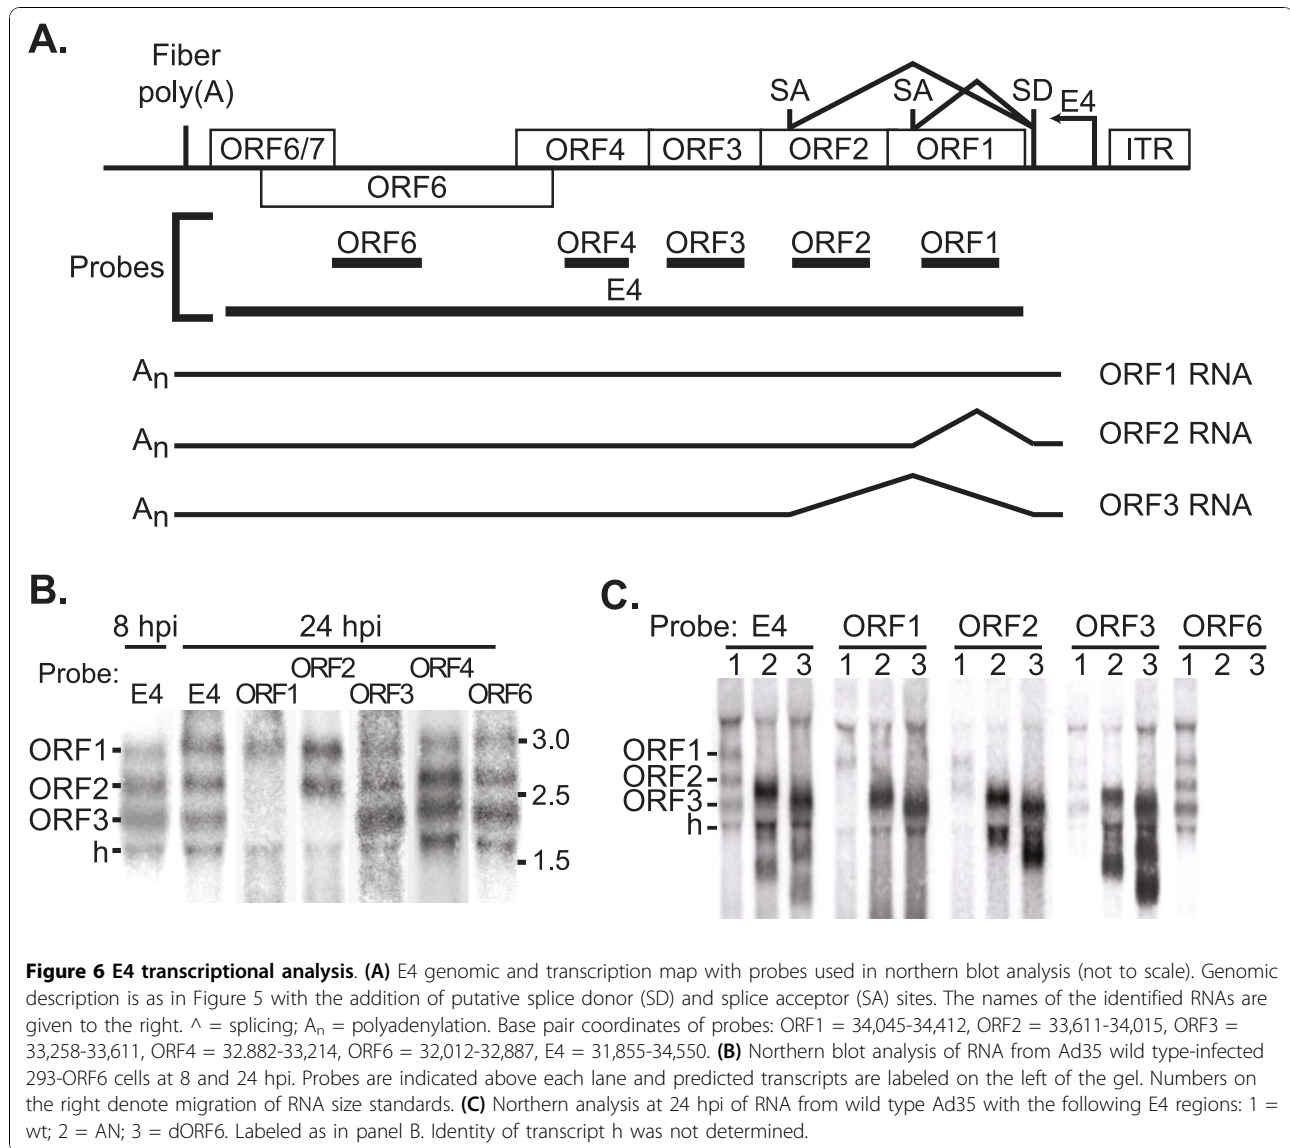 A.
Fiber
poly(A)
SA SA SD E4
ORF6/7 ORF4 ORF3 ORF2 ORF1 ITR
ORF6
Probes
ORF6 ORF4 ORF3 ORF2 ORF1
E4
An ORF1 RNA
An ORF2 RNA
An ORF3 RNA
B.
8 hpi 24 hpi
Probe:
ORF2 ORF4
E4 E4 ORF1 ORF3 ORF6
ORF1
ORF2
ORF3
h
3.0
2.5
1.5
C.
Probe: E4 ORF1 ORF2 ORF3 ORF6
1 2 3 1 2 3 1 2 3 1 2 3 1 2 3
ORF1
ORF2
ORF3
h
Figure 6 E4 transcriptional analysis. (A) E4 genomic and transcription map with probes used in northern blot analysis (not to scale). Genomic
description is as in Figure 5 with the addition of putative splice donor (SD) and splice acceptor (SA) sites. The names of the identified RNAs are
given to the right. ^ = splicing; An = polyadenylation. Base pair coordinates of probes: ORF1 = 34,045-34,412, ORF2 = 33,611-34,015, ORF3 =
33,258-33,611, ORF4 = 32.882-33,214, ORF6 = 32,012-32,887, E4 = 31,855-34,550. (B) Northern blot analysis of RNA from Ad35 wild type-infected
293-ORF6 cells at 8 and 24 hpi. Probes are indicated above each lane and predicted transcripts are labeled on the left of the gel. Numbers on
the right denote migration of RNA size standards. (C) Northern analysis at 24 hpi of RNA from wild type Ad35 with the following E4 regions: 1 =
wt; 2 = AN; 3 = dORF6. Labeled as in panel B. Identity of transcript h was not determined.